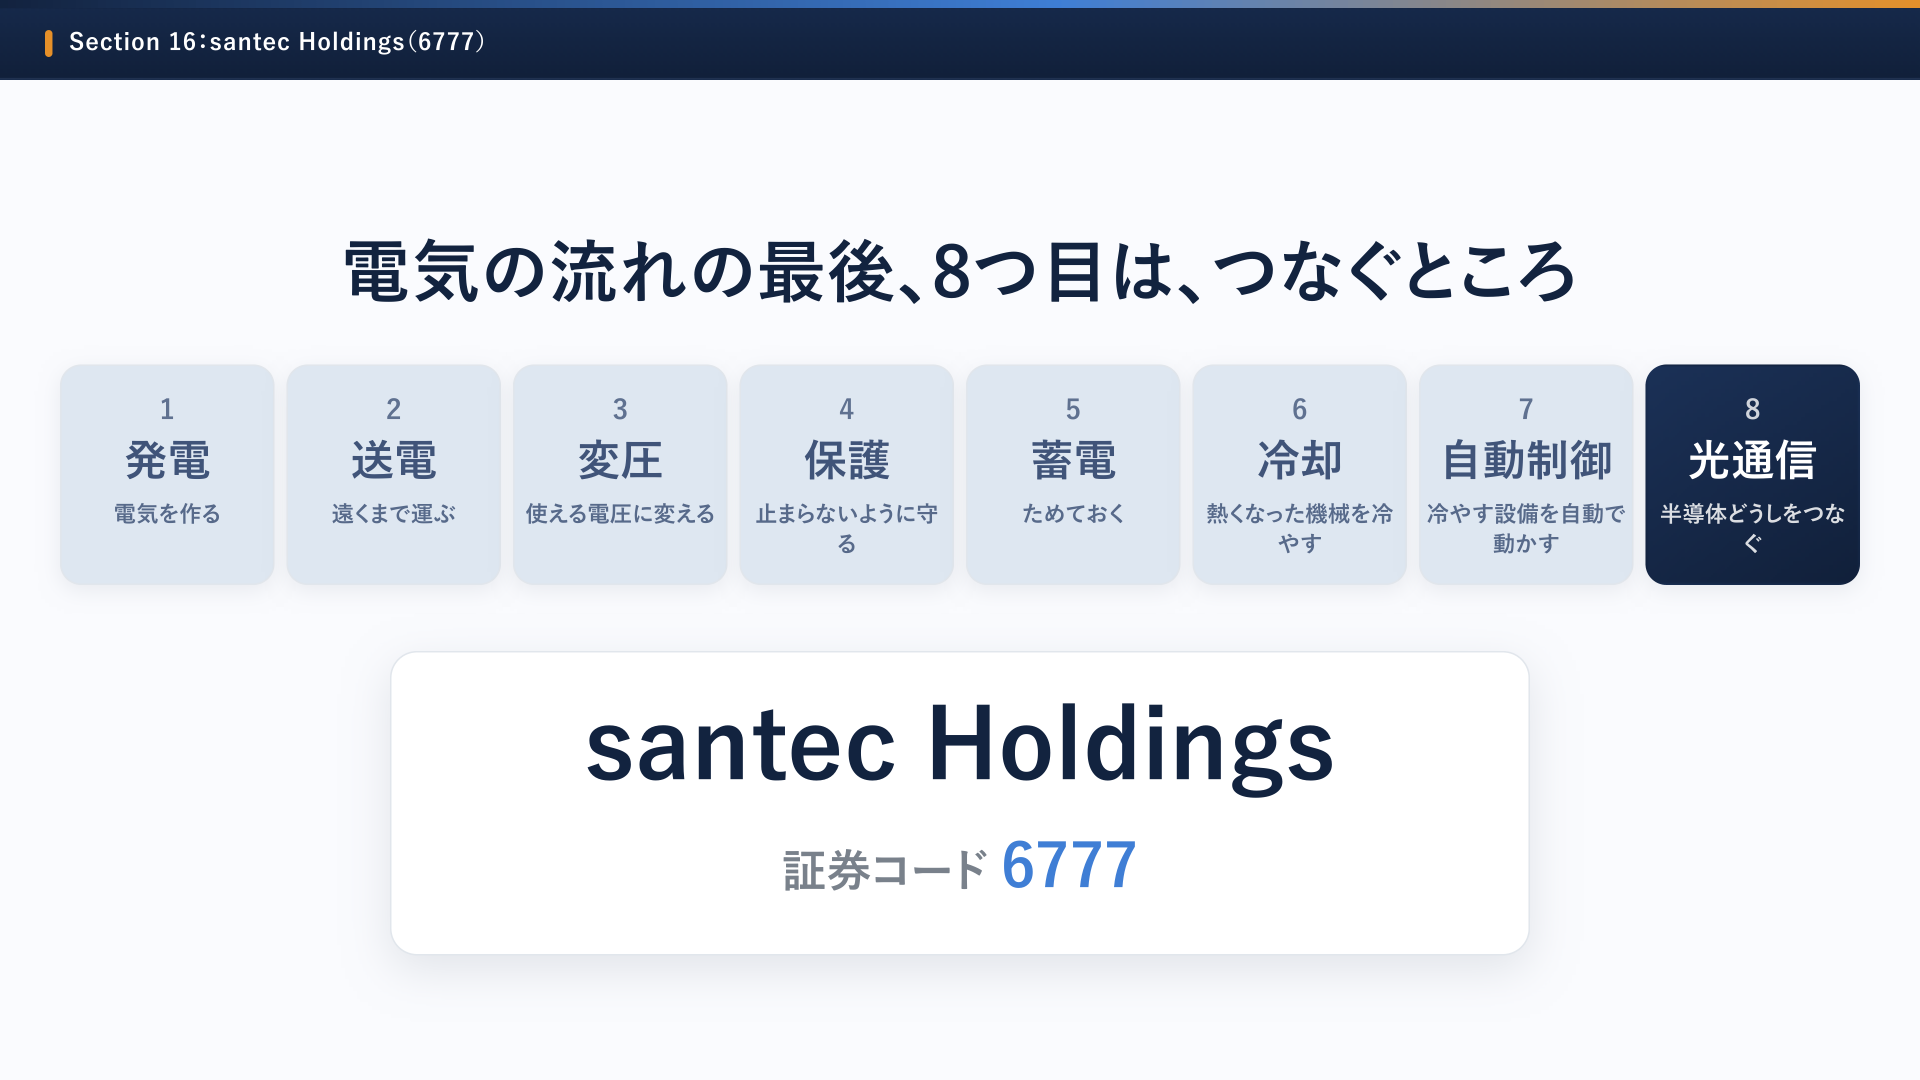 Section 16：santec Holdings（6777）
電気の流れの最後、8つ目は、つなぐところ
1
発電
電気を作る
2
送電
遠くまで運ぶ
3
変圧
使える電圧に変える
4
保護
止まらないように守
る
5
蓄電
ためておく
6
冷却
熱くなった機械を冷
やす
7
自動制御
冷やす設備を自動で
動かす
8
光通信
半導体どうしをつな
ぐ
santec Holdings
証券コード 6777